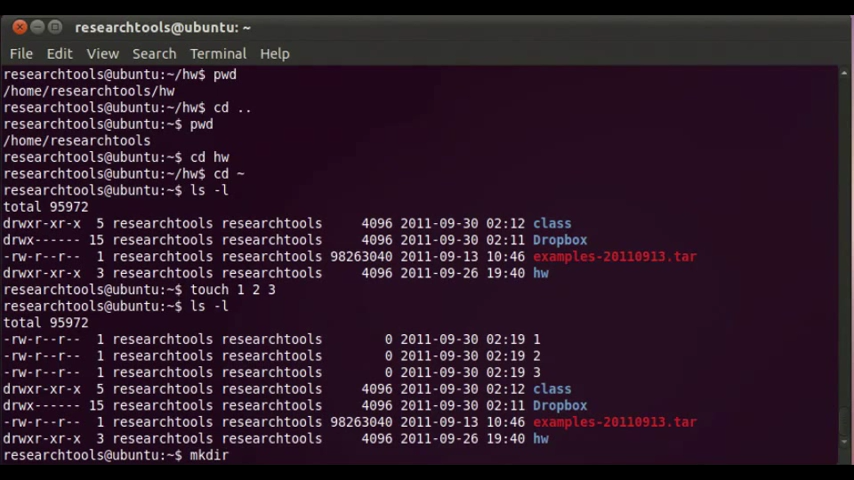 researchtools@ubuntu: ~
File Edit View Search Terminal Help
researchtools@ubuntu:~/hw$ pwd
/home/researchtools/hw
researchtools@ubuntu:~/hw$ cd ..
researchtools@ubuntu:~$ pwd
/home/researchtools
researchtools@ubuntu:~$ cd hw
researchtools@ubuntu:~/hw$ cd ~
researchtools@ubuntu:~$ ls -l
total 95972
drwxr-xr-x  5 researchtools researchtools     4096 2011-09-30 02:12 class
drwx------ 15 researchtools researchtools     4096 2011-09-30 02:11 Dropbox
-rw-r--r--  1 researchtools researchtools 98263040 2011-09-13 10:46 examples-20110913.tar
drwxr-xr-x  3 researchtools researchtools     4096 2011-09-26 19:40 hw
researchtools@ubuntu:~$ touch 1 2 3
researchtools@ubuntu:~$ ls -l
total 95972
-rw-r--r--  1 researchtools researchtools        0 2011-09-30 02:19 1
-rw-r--r--  1 researchtools researchtools        0 2011-09-30 02:19 2
-rw-r--r--  1 researchtools researchtools        0 2011-09-30 02:19 3
drwxr-xr-x  5 researchtools researchtools     4096 2011-09-30 02:12 class
drwx------ 15 researchtools researchtools     4096 2011-09-30 02:11 Dropbox
-rw-r--r--  1 researchtools researchtools 98263040 2011-09-13 10:46 examples-20110913.tar
drwxr-xr-x  3 researchtools researchtools     4096 2011-09-26 19:40 hw
researchtools@ubuntu:~$ mkdir